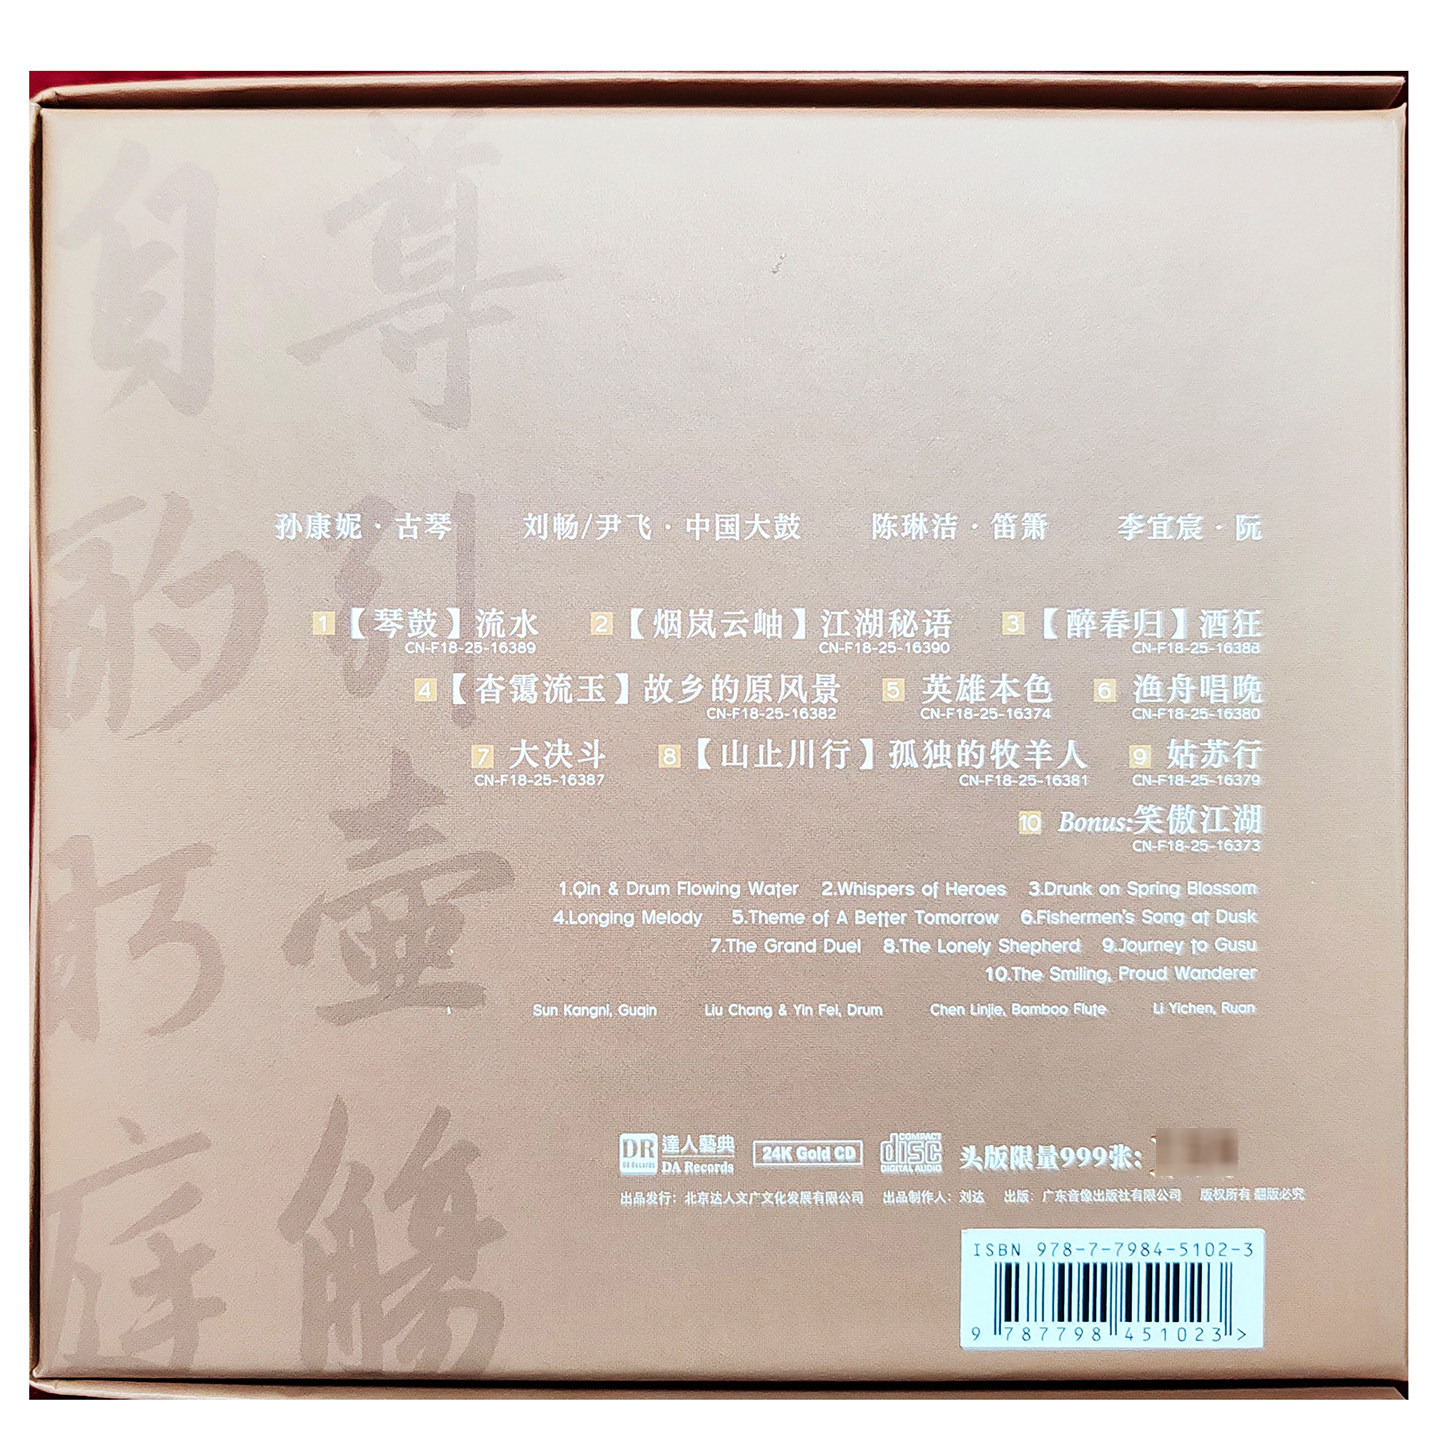 引壶觞
自酌
眄庭
孙康妮·古琴 刘畅/尹飞·中国大鼓 陈琳洁·笛箫 李宜宸·阮
1 【琴鼓】流水 2 【烟岚云岫】江湖秘语 3 【醉春归】酒狂
CN-F18-25-16389 CN-F18-25-16390 CN-F18-25-16388
4 【杳霭流玉】故乡的原风景 5 英雄本色 6 渔舟唱晚
CN-F18-25-16382 CN-F18-25-16374 CN-F18-25-16380
7 大决斗 8 【山止川行】孤独的牧羊人 9 姑苏行
CN-F18-25-16387 CN-F18-25-16381 CN-F18-25-16379
10 Bonus:笑傲江湖
CN-F18-25-16373
1.Qin & Drum Flowing Water 2.Whispers of Heroes 3.Drunk on Spring Blossom
4.Longing Melody 5.Theme of A Better Tomorrow 6.Fishermen's Song at Dusk
7.The Grand Duel 8.The Lonely Shepherd 9.Journey to Gusu
10.The Smiling, Proud Wanderer
Sun Kangni, Guqin Liu Chang & Yin Fei, Drum Chen Linjie, Bamboo Flute Li Yichen, Ruan
DR DA Records 達人藝典 DA Records 24K Gold CD COMPACT disc DIGITAL AUDIO 头版限量999张:
出品发行：北京达人文广文化发展有限公司 出品制作人：刘达 出版：广东音像出版社有限公司 版权所有 翻版必究
ISBN 978-7-7984-5102-3
9 787798 451023 >